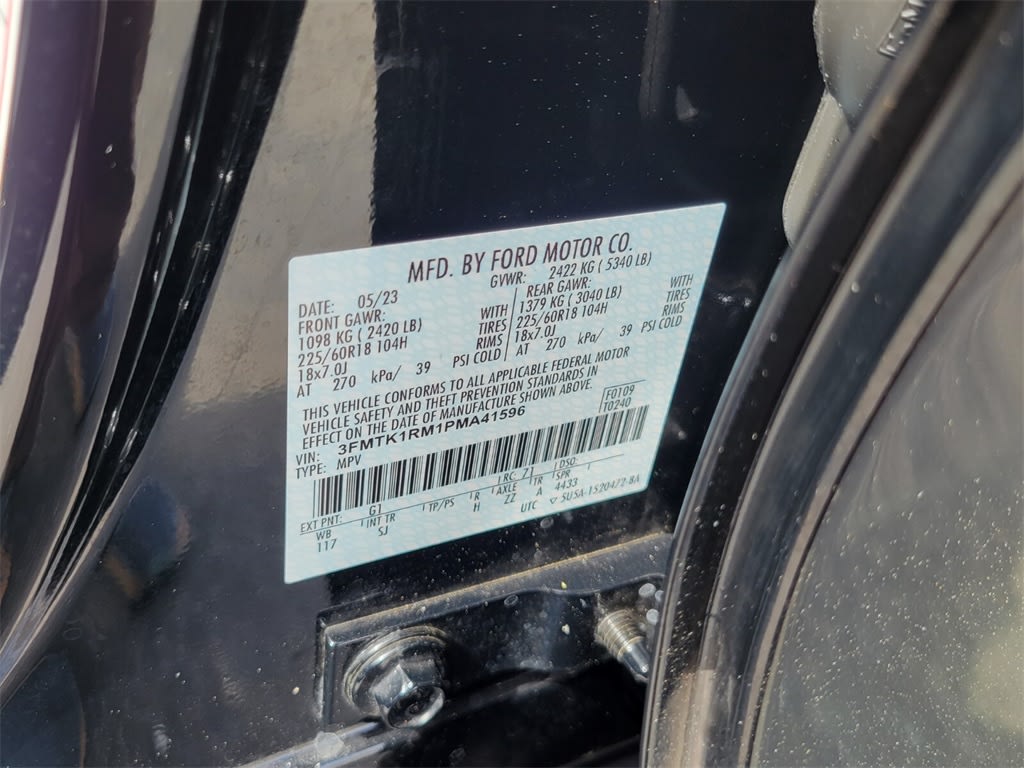 MFD. BY FORD MOTOR CO.
DATE: 05/23 GVWR: 2422 KG ( 5340 LB)
FRONT GAWR: WITH REAR GAWR: WITH
1098 KG ( 2420 LB) TIRES 1379 KG ( 3040 LB) TIRES
225/60R18 104H RIMS 225/60R18 104H RIMS
18x7.0J 18x7.0J
AT 270 kPa/ 39 PSI COLD AT 270 kPa/ 39 PSI COLD
THIS VEHICLE CONFORMS TO ALL APPLICABLE FEDERAL MOTOR
VEHICLE SAFETY AND THEFT PREVENTION STANDARDS IN
EFFECT ON THE DATE OF MANUFACTURE SHOWN ABOVE.
F0109
VIN: 3FMTK1RM1PMA41596
T0240
TYPE: MPV
EXT PNT: G1 RC: 71 DSO:
WB INT TR TP/PS R AXLE TR SPR
117 SJ H ZZ A 4433
UTC